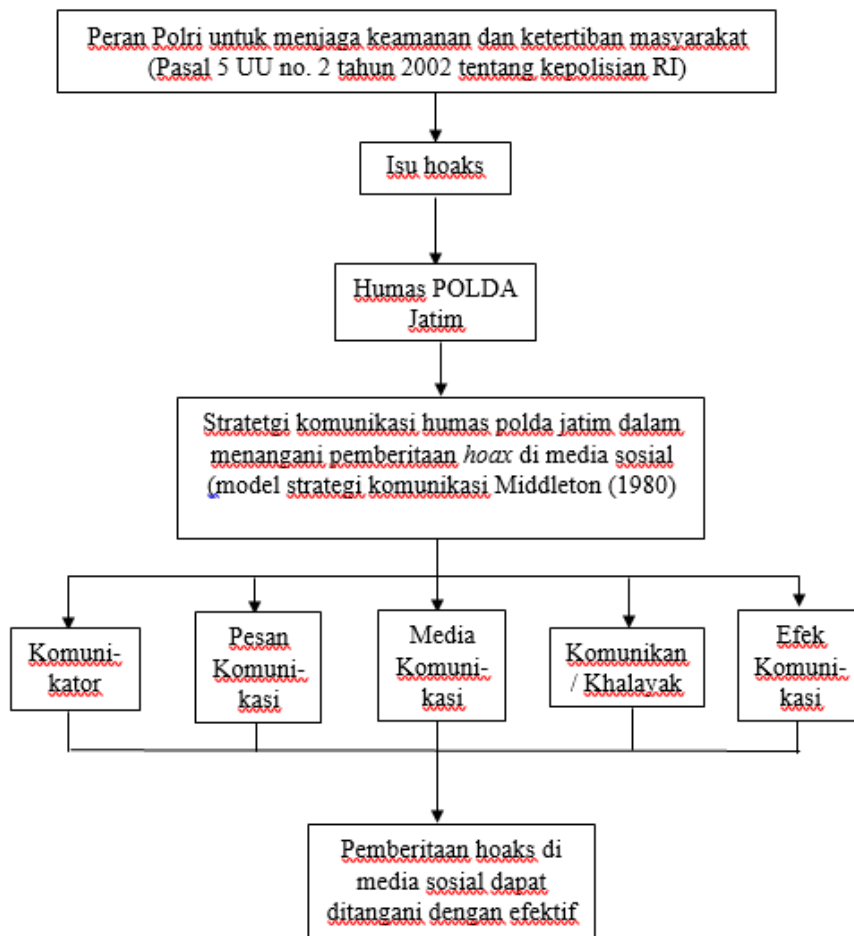 Peran Polri untuk menjaga keamanan dan ketertiban masyarakat
(Pasal 5 UU no. 2 tahun 2002 tentang kepolisian RI)
Isu hoaks
Humas POLDA
Jatim
Stratetgi komunikasi humas polda jatim dalam
menangani pemberitaan hoax di media sosial
(model strategi komunikasi Middleton (1980)
Komuni-
kator
Pesan
Komuni-
kasi
Media
Komuni-
kasi
Komunikan
/ Khalayak
Efek
Komuni-
kasi
Pemberitaan hoaks di
media sosial dapat
ditangani dengan efektif